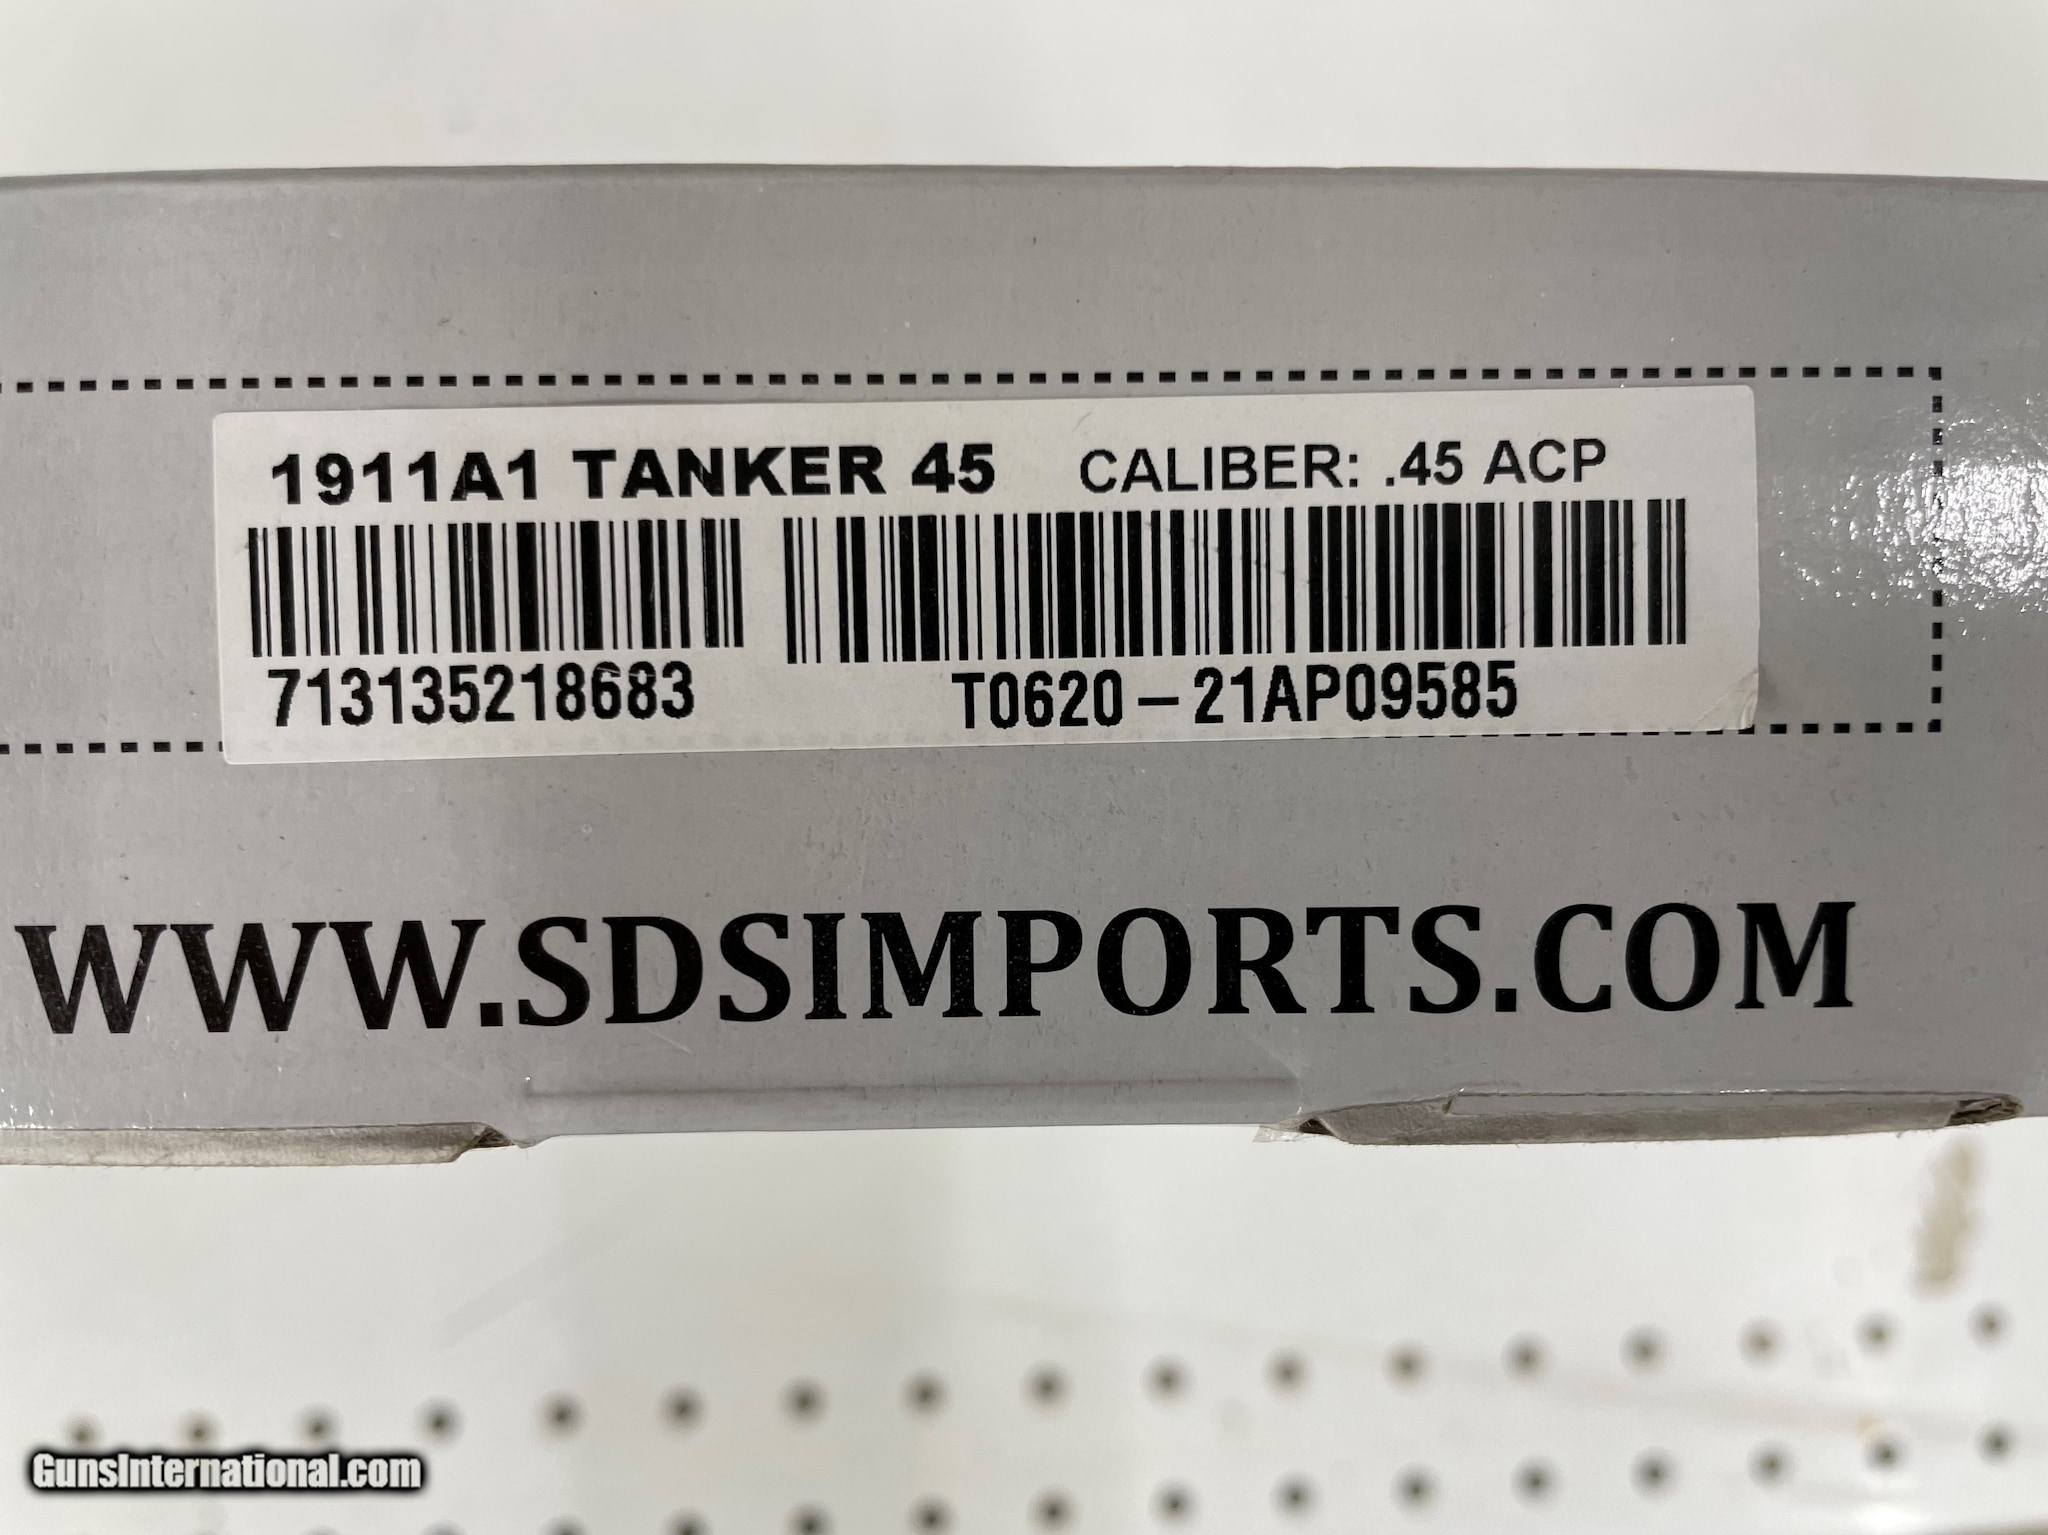 1911A1 TANKER 45 CALIBER: .45 ACP
713135218683 T0620-21AP09585
WWW.SDSIMPORTS.COM
GunsInternational.com